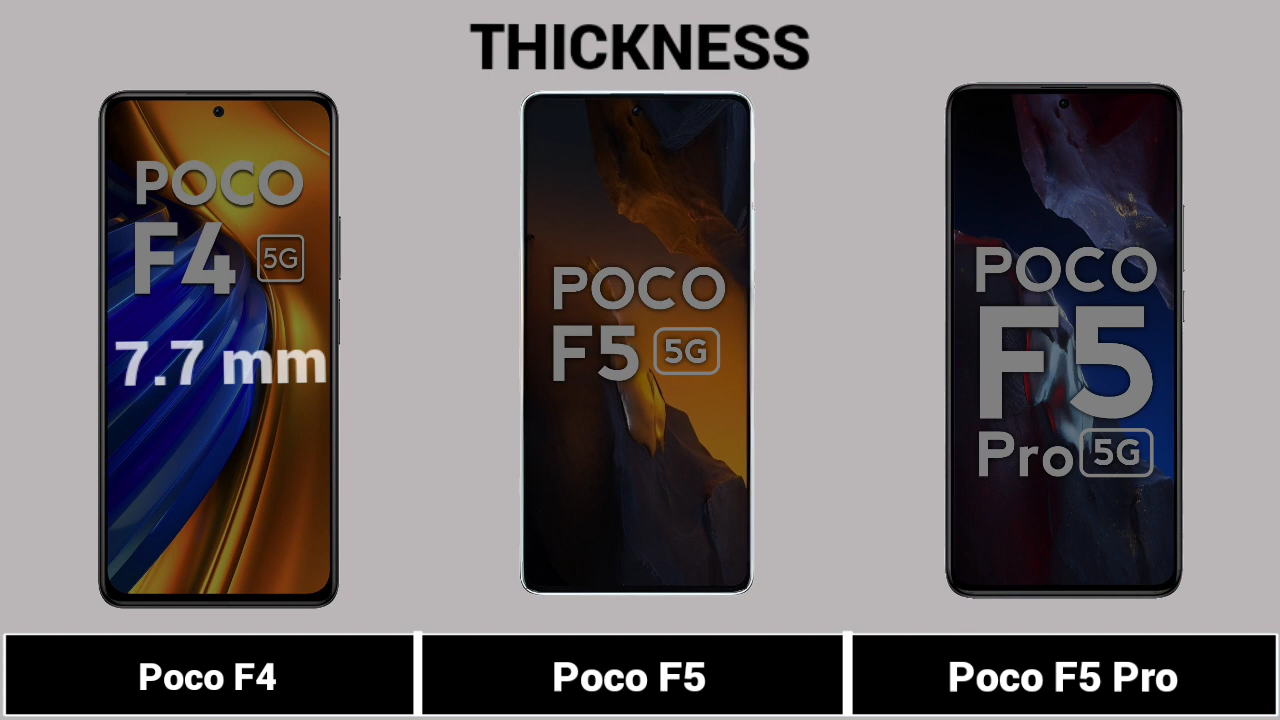 THICKNESS
POCO
F4 5G
7.7 mm
POCO
F5 5G
POCO
F5
Pro 5G
Poco F4
Poco F5
Poco F5 Pro